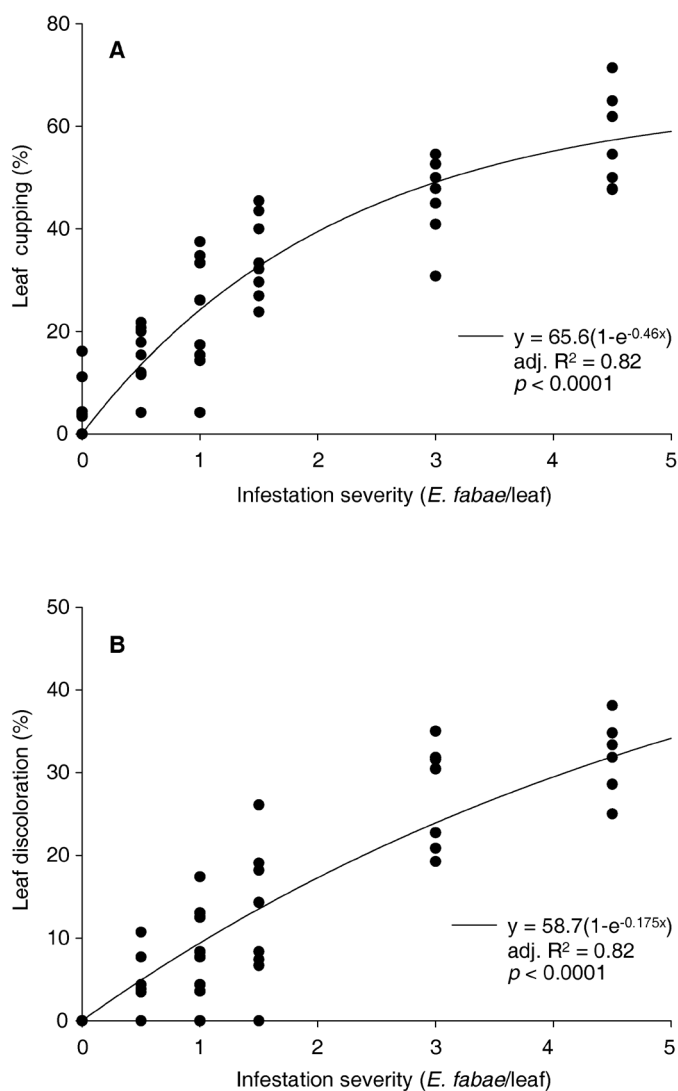 80
A
60
Leaf cupping (%)
40
20
y = 65.6(1-e^-0.46x)
adj. R² = 0.82
p < 0.0001
0
0 1 2 3 4 5
Infestation severity (E. fabae/leaf)
50
B
40
Leaf discoloration (%)
30
20
10
y = 58.7(1-e^-0.175x)
adj. R² = 0.82
p < 0.0001
0
0 1 2 3 4 5
Infestation severity (E. fabae/leaf)